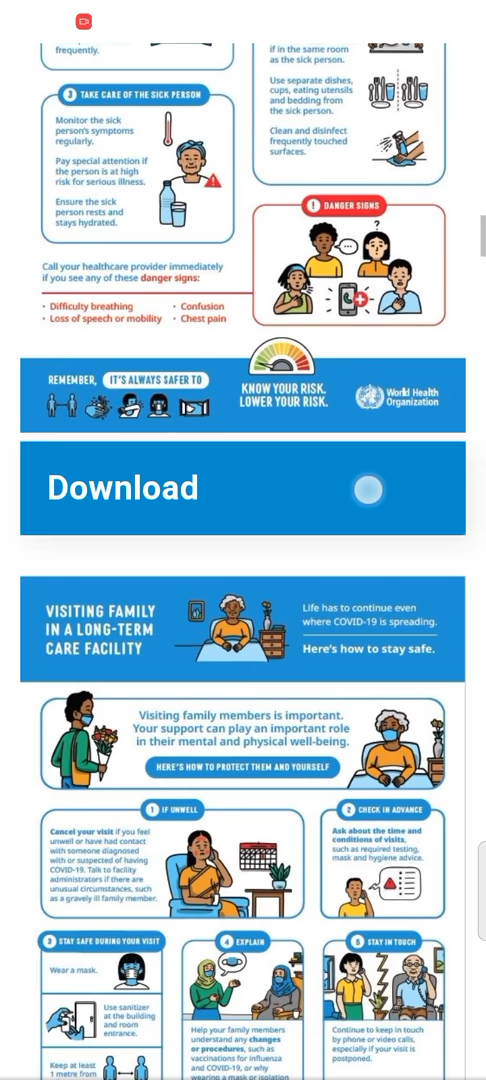 frequently.
if in the same room
as the sick person.
Use separate dishes,
cups, eating utensils
and bedding from
the sick person.
Clean and disinfect
frequently touched
surfaces.
3 TAKE CARE OF THE SICK PERSON
Monitor the sick
person's symptoms
regularly.
Pay special attention if
the person is at high
risk for serious illness.
Ensure the sick
person rests and
stays hydrated.
! DANGER SIGNS
?
Call your healthcare provider immediately
if you see any of these danger signs:
• Difficulty breathing
• Loss of speech or mobility
• Confusion
• Chest pain
REMEMBER, IT'S ALWAYS SAFER TO
KNOW YOUR RISK.
LOWER YOUR RISK.
World Health
Organization
Download
VISITING FAMILY
IN A LONG-TERM
CARE FACILITY
Life has to continue even
where COVID-19 is spreading.
Here's how to stay safe.
Visiting family members is important.
Your support can play an important role
in their mental and physical well-being.
HERE'S HOW TO PROTECT THEM AND YOURSELF
1 IF UNWELL
Cancel your visit if you feel
unwell or have had contact
with someone diagnosed
with or suspected of having
COVID-19. Talk to facility
administrators if there are
unusual circumstances, such
as a gravely ill family member.
2 CHECK IN ADVANCE
Ask about the time and
conditions of visits,
such as required testing,
mask and hygiene advice.
3 STAY SAFE DURING YOUR VISIT
Wear a mask.
Use sanitizer
at the building
and room
entrance.
Keep at least
1 metre from
4 EXPLAIN
Help your family members
understand any changes
or procedures, such as
vaccinations for influenza
and COVID-19, or why
wearing a mask or isolation
5 STAY IN TOUCH
Continue to keep in touch
by phone or video calls,
especially if your visit is
postponed.